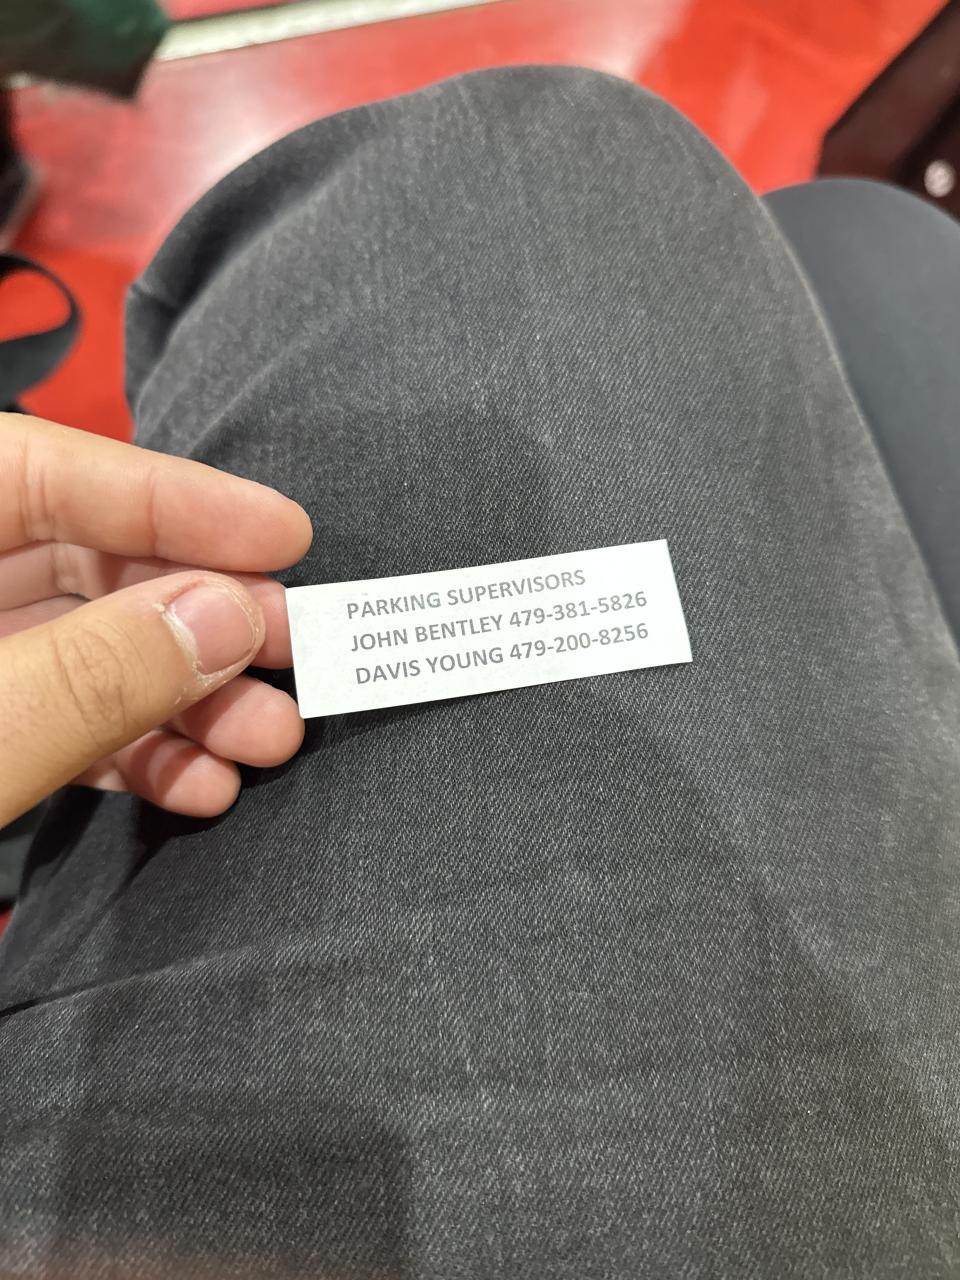 PARKING SUPERVISORS
JOHN BENTLEY 479-381-5826
DAVIS YOUNG 479-200-8256